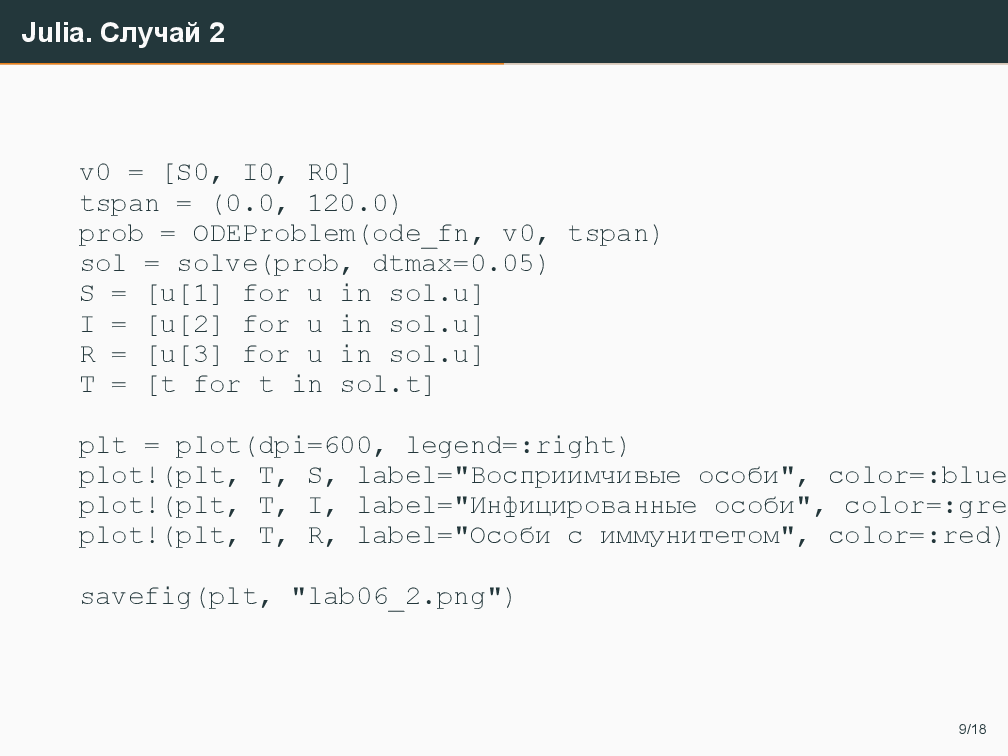 Julia. Случай 2
v0 = [S0, I0, R0]
tspan = (0.0, 120.0)
prob = ODEProblem(ode_fn, v0, tspan)
sol = solve(prob, dtmax=0.05)
S = [u[1] for u in sol.u]
I = [u[2] for u in sol.u]
R = [u[3] for u in sol.u]
T = [t for t in sol.t]
plt = plot(dpi=600, legend=:right)
plot!(plt, T, S, label="Восприимчивые особи", color=:blue
plot!(plt, T, I, label="Инфицированные особи", color=:gre
plot!(plt, T, R, label="Особи с иммунитетом", color=:red)
savefig(plt, "lab06_2.png")
9/18